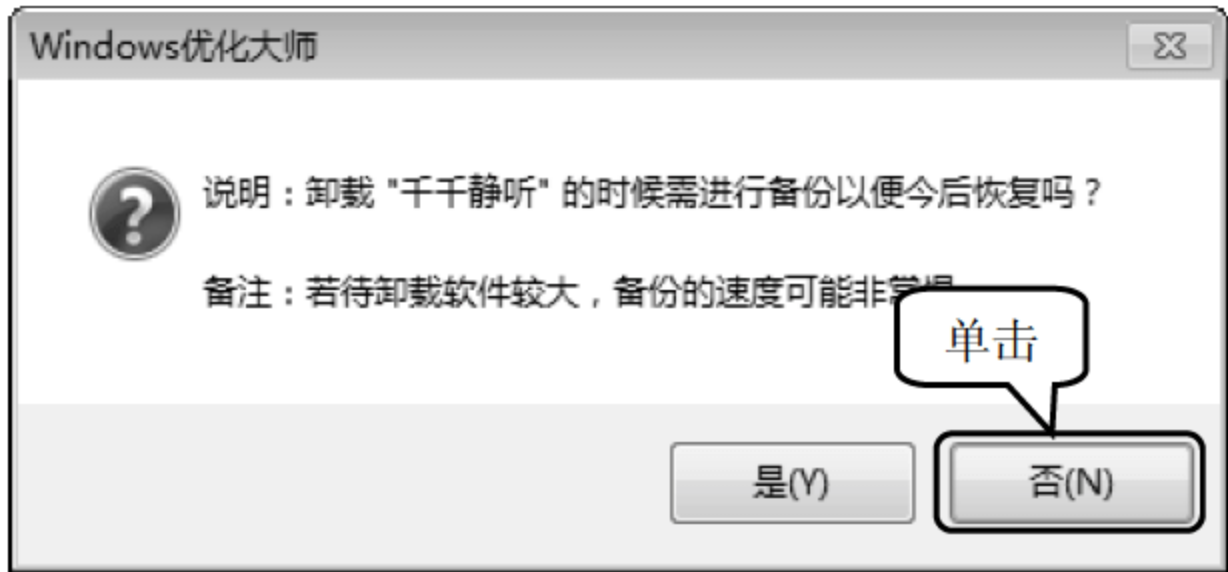 Windows优化大师
说明：卸载 "千千静听" 的时候需进行备份以便今后恢复吗？
备注：若待卸载软件较大，备份的速度可能非常
单击
是(Y)
否(N)